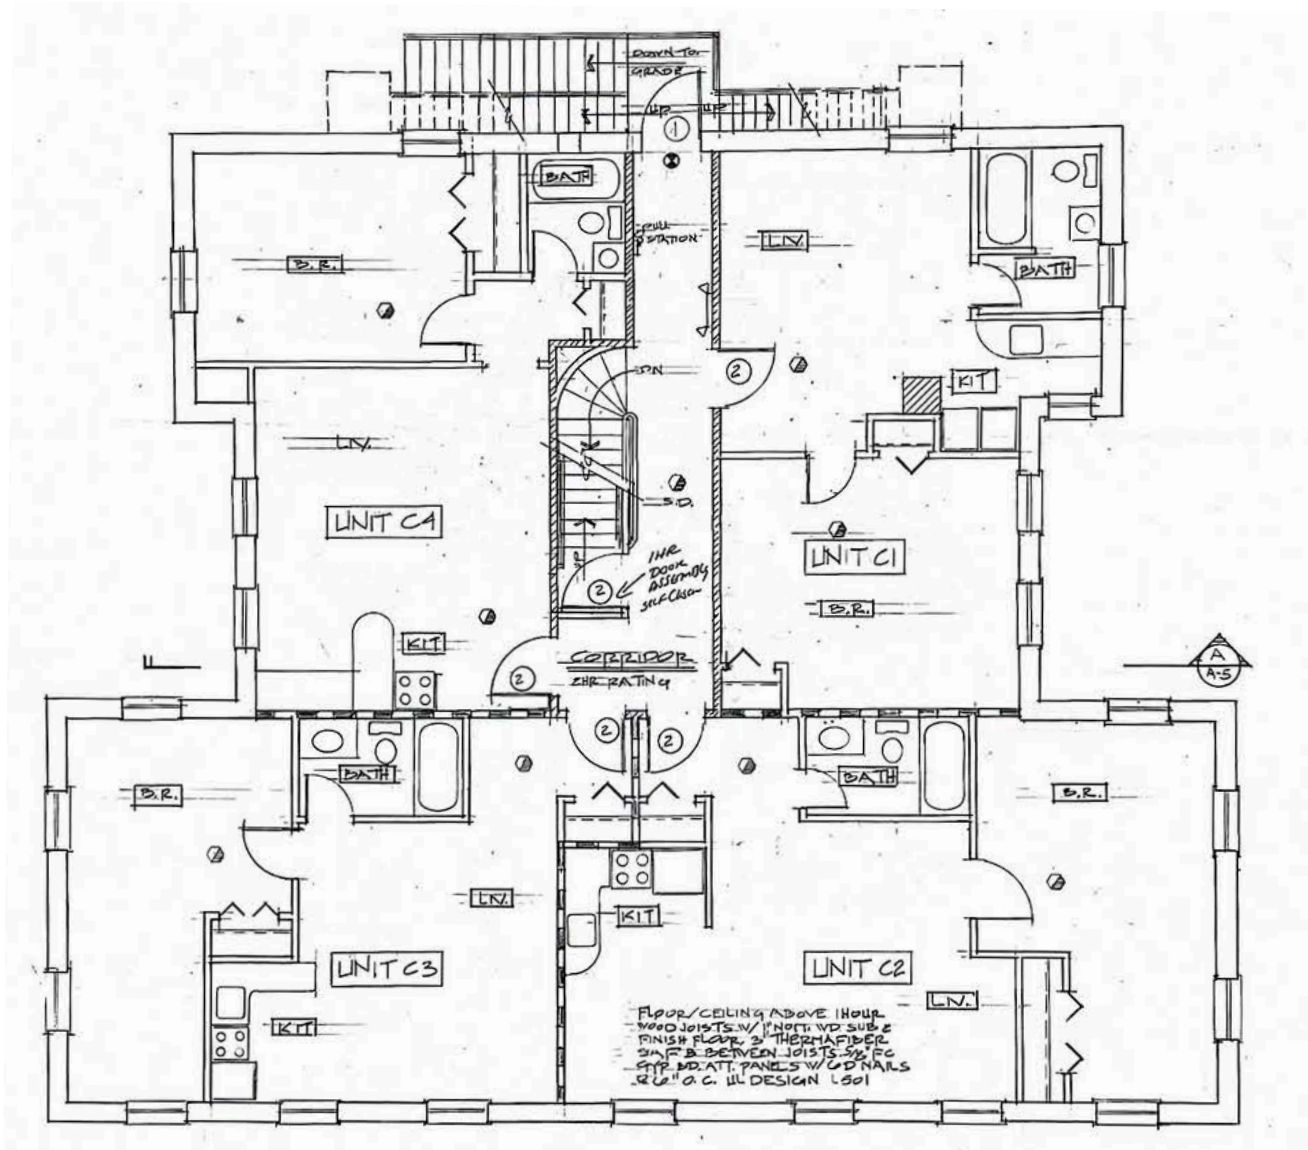 DOWN TO
GRADE
UP UP
1
BATH
PULL
STATION
LIV.
B.R.
BATH
DN
2
KIT
LIV.
S.D.
UNIT C4
1HR
DOOR
ASSEMBLY
SELF CLOSING
UNIT C1
UP
2
B.R.
KIT
CORRIDOR
2HR RATING
A
A-5
2
2
2
BATH
BATH
B.R.
B.R.
LIV.
KIT
UNIT C3
UNIT C2
LIV.
KIT
FLOOR/CEILING ABOVE 1HOUR
WOOD JOISTS W/ 1" NOM. WD SUB &
FINISH FLOOR, 3" THERMAFIBER
BETWEEN JOISTS 5/8" FC
GYP BD. ATT. PANELS W/ 6D NAILS
@ 6" O.C. UL DESIGN L501